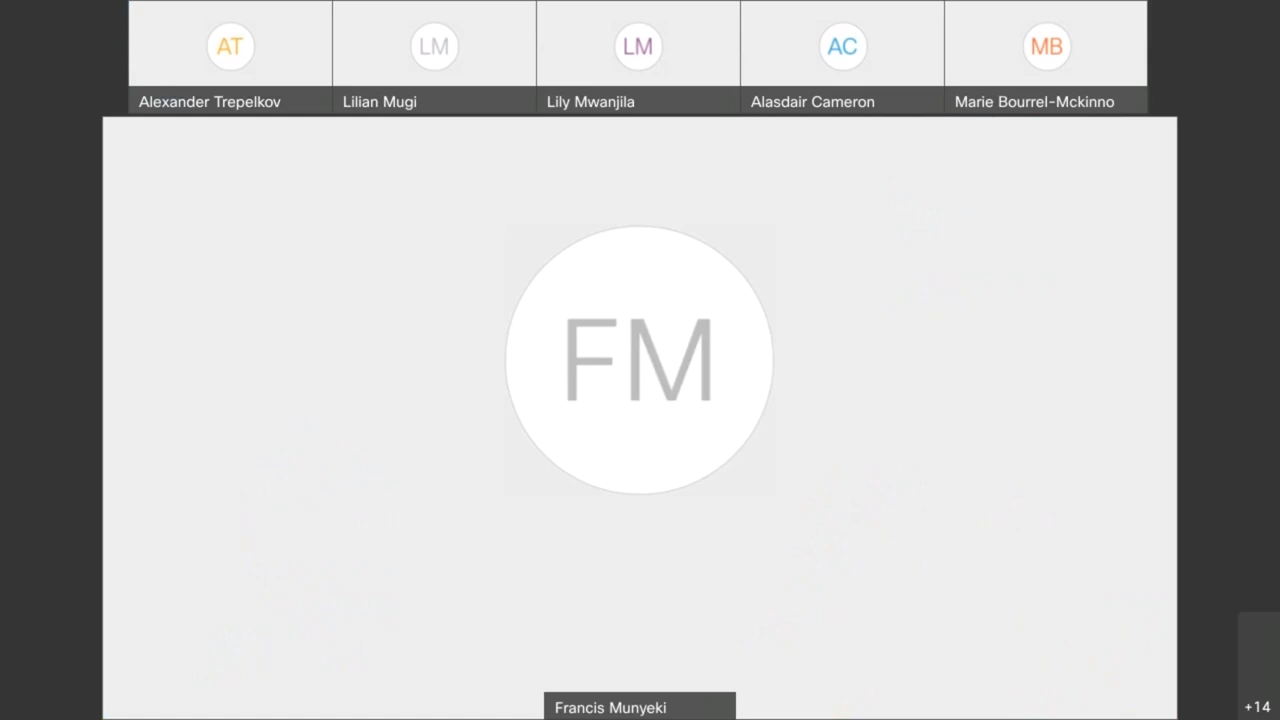 AT
LM
LM
AC
MB
Alexander Trepelkov
Lilian Mugi
Lily Mwanjila
Alasdair Cameron
Marie Bourrel-Mckinno
FM
Francis Munyeki
+14